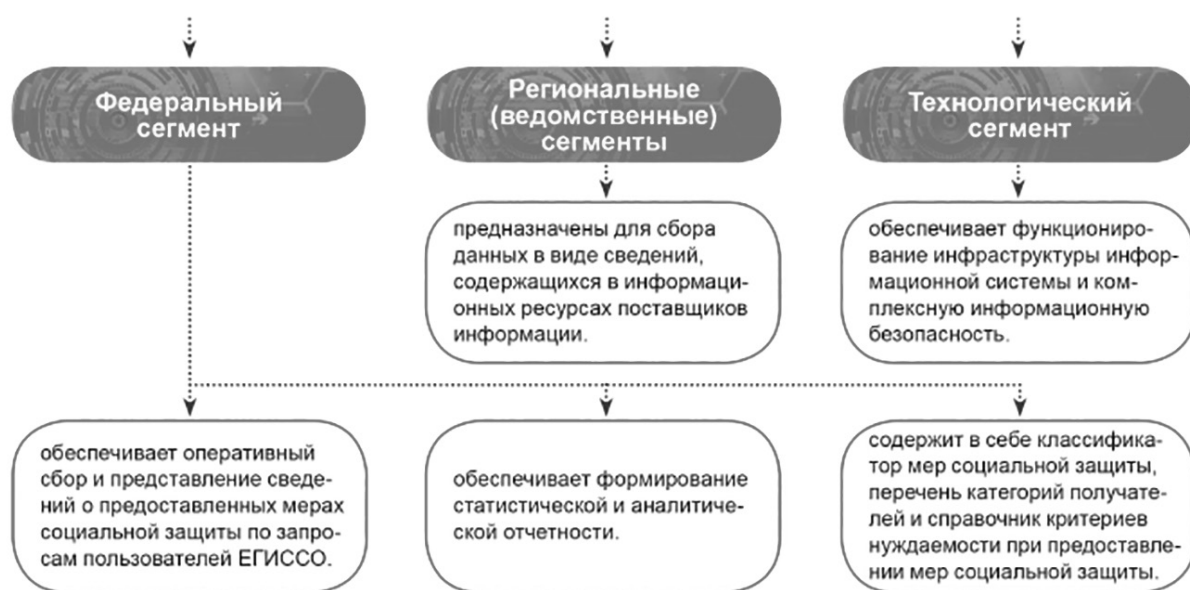 Федеральный
сегмент
Региональные
(ведомственные)
сегменты
Технологический
сегмент
предназначены для сбора
данных в виде сведений,
содержащихся в информаци-
онных ресурсах поставщиков
информации.
обеспечивает функциониро-
вание инфраструктуры инфор-
мационной системы и ком-
плексную информационную
безопасность.
обеспечивает оперативный
сбор и представление сведе-
ний о предоставленных мерах
социальной защиты по запро-
сам пользователей ЕГИССО.
обеспечивает формирование
статистической и аналитиче-
ской отчетности.
содержит в себе классифика-
тор мер социальной защиты,
перечень категорий получате-
лей и справочник критериев
нуждаемости при предоставле-
нии мер социальной защиты.